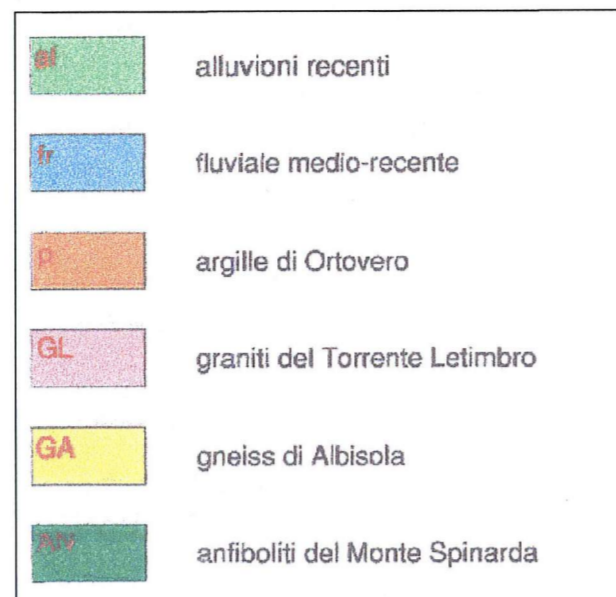 al alluvioni recenti
fr fluviale medio-recente
p argille di Ortovero
GL graniti del Torrente Letimbro
GA gneiss di Albisola
anfiboliti del Monte Spinarda